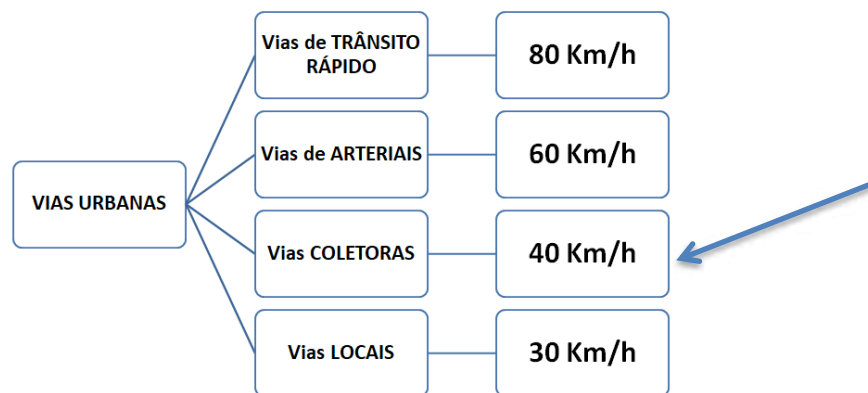 Vias de TRÂNSITO
RÁPIDO
80 Km/h
Vias de ARTERIAIS
60 Km/h
VIAS URBANAS
Vias COLETORAS
40 Km/h
Vias LOCAIS
30 Km/h